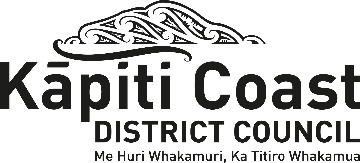 Kāpiti Coast
DISTRICT COUNCIL
Me Huri Whakamuri, Ka Titiro Whakamua